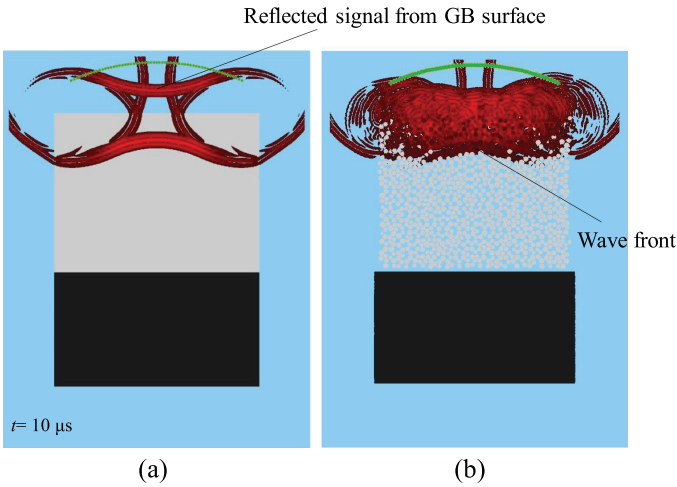 Reflected signal from GB surface
Wave front
t= 10 μs
(a)
(b)